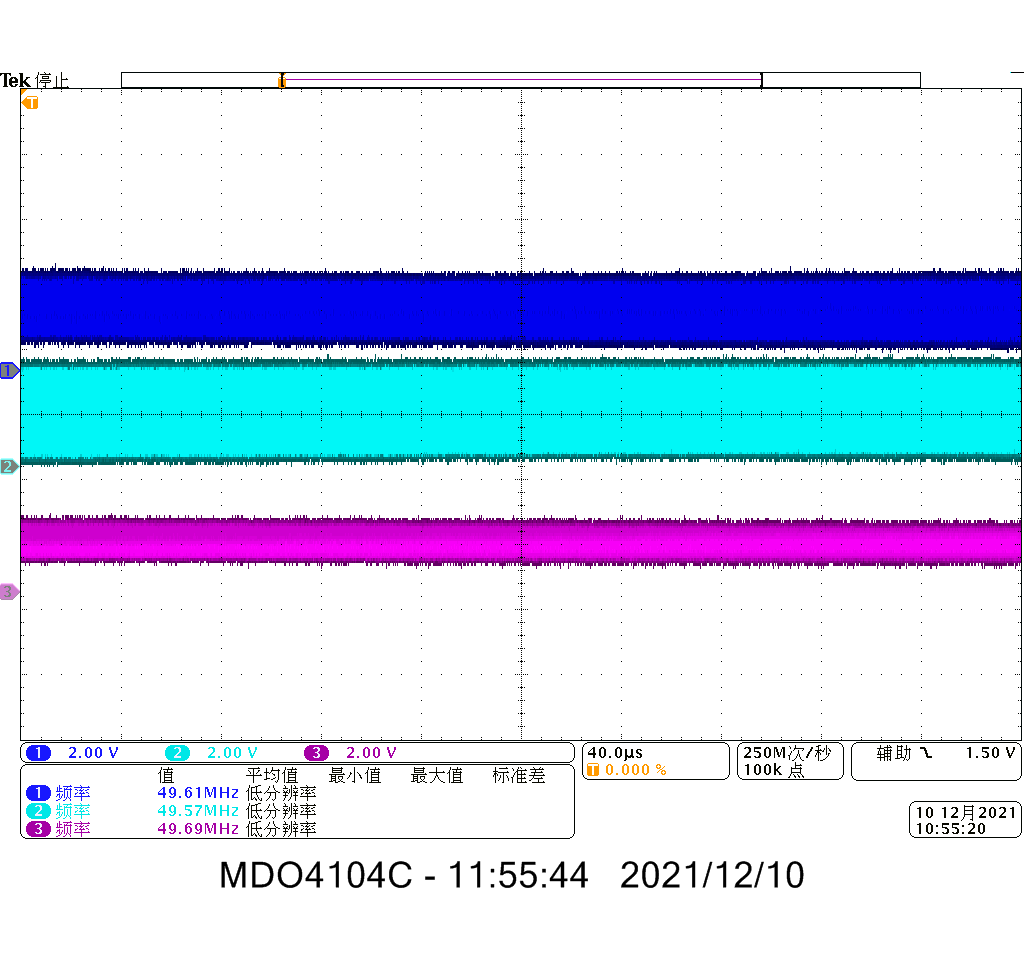 Tek 停止
T
1
2
3
1 2.00 V 2 2.00 V 3 2.00 V
40.0µs
T 0.000 %
250M次/秒
100k 点
辅助 1.50 V
值 平均值 最小值 最大值 标准差
1 频率 49.61MHz 低分辨率
2 频率 49.57MHz 低分辨率
3 频率 49.69MHz 低分辨率
10 12月2021
10:55:20
MDO4104C - 11:55:44 2021/12/10